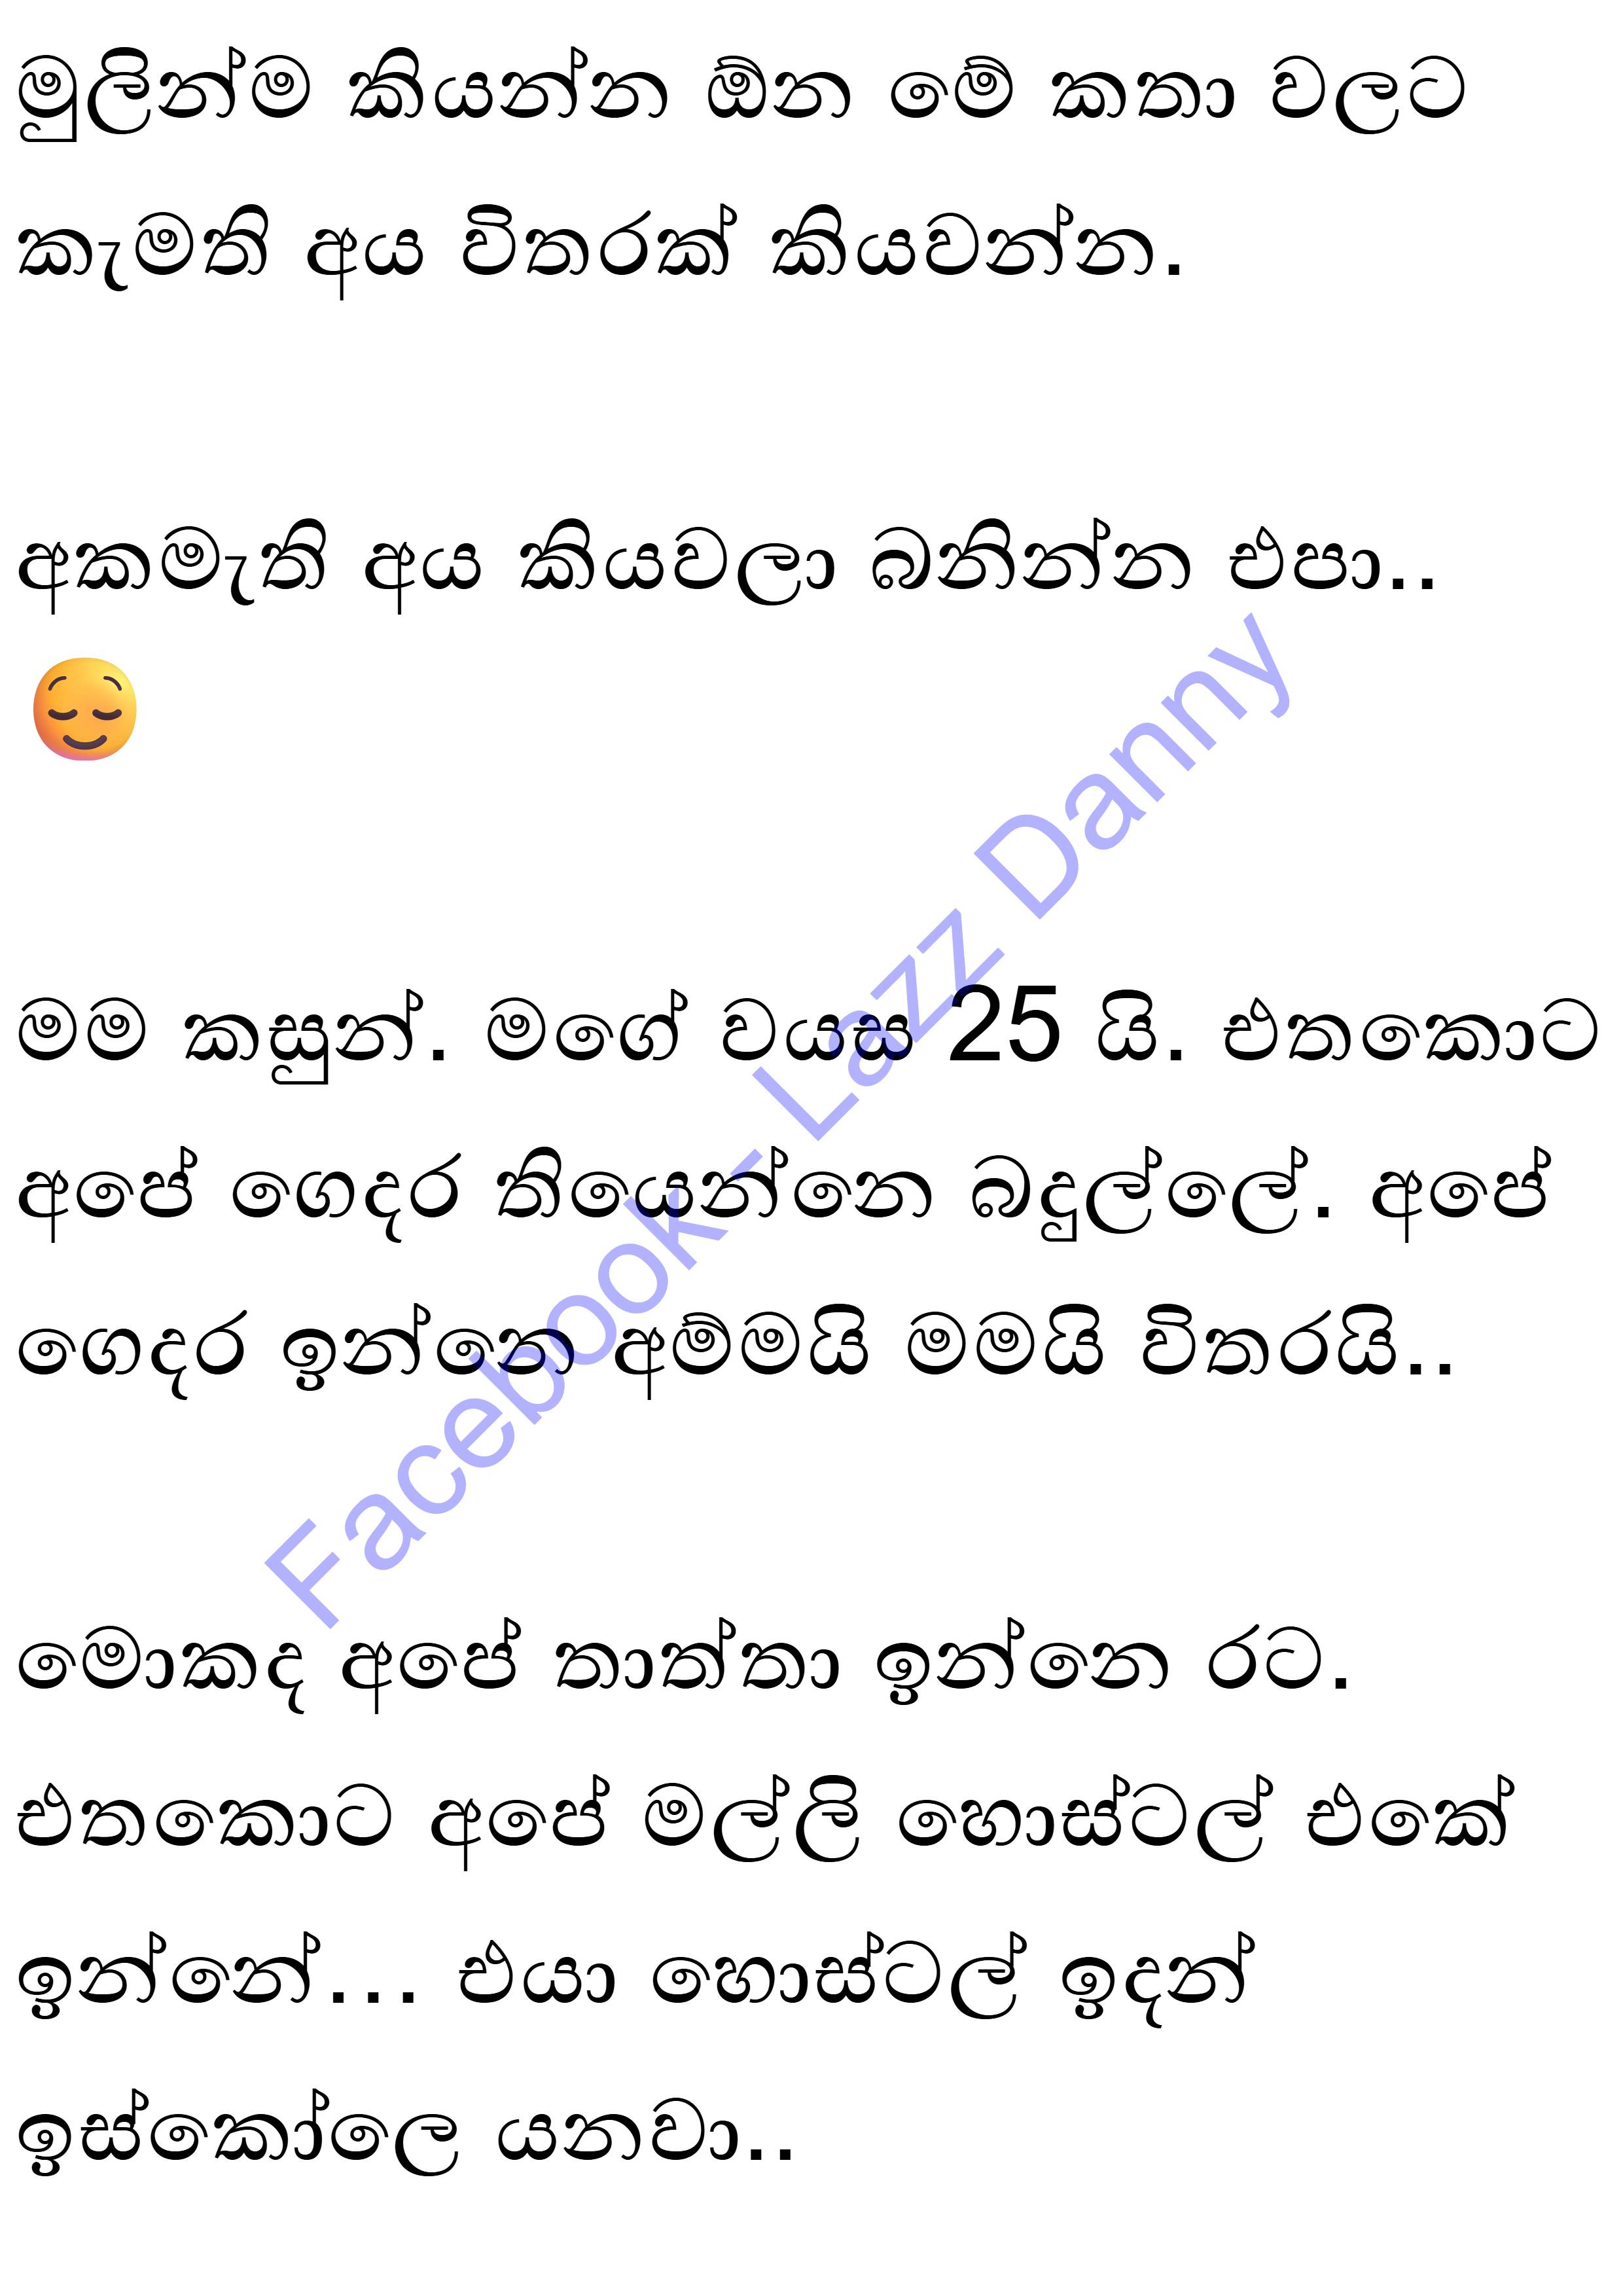 මුලින්ම කියන්න ඕන මේ කතා වලට
කැමති අය විතරක් කියවන්න.
අකමැති අය කියවලා බනින්න එපා..
😌
මම කසුන්. මගේ වයස 25 යි. එතකොට
අපේ ගෙදර තියෙන්නෙ බදුල්ලේ. අපේ
ගෙදර ඉන්නෙ අම්මයි මමයි විතරයි..
මොකද අපේ තාත්තා ඉන්නෙ රට.
එතකොට අපේ මල්ලි හොස්ටල් එකේ
ඉන්නේ... එයා හොස්ටල් ඉදන්
ඉස්කෝලෙ යනවා..
Facebook- Lazz Danny